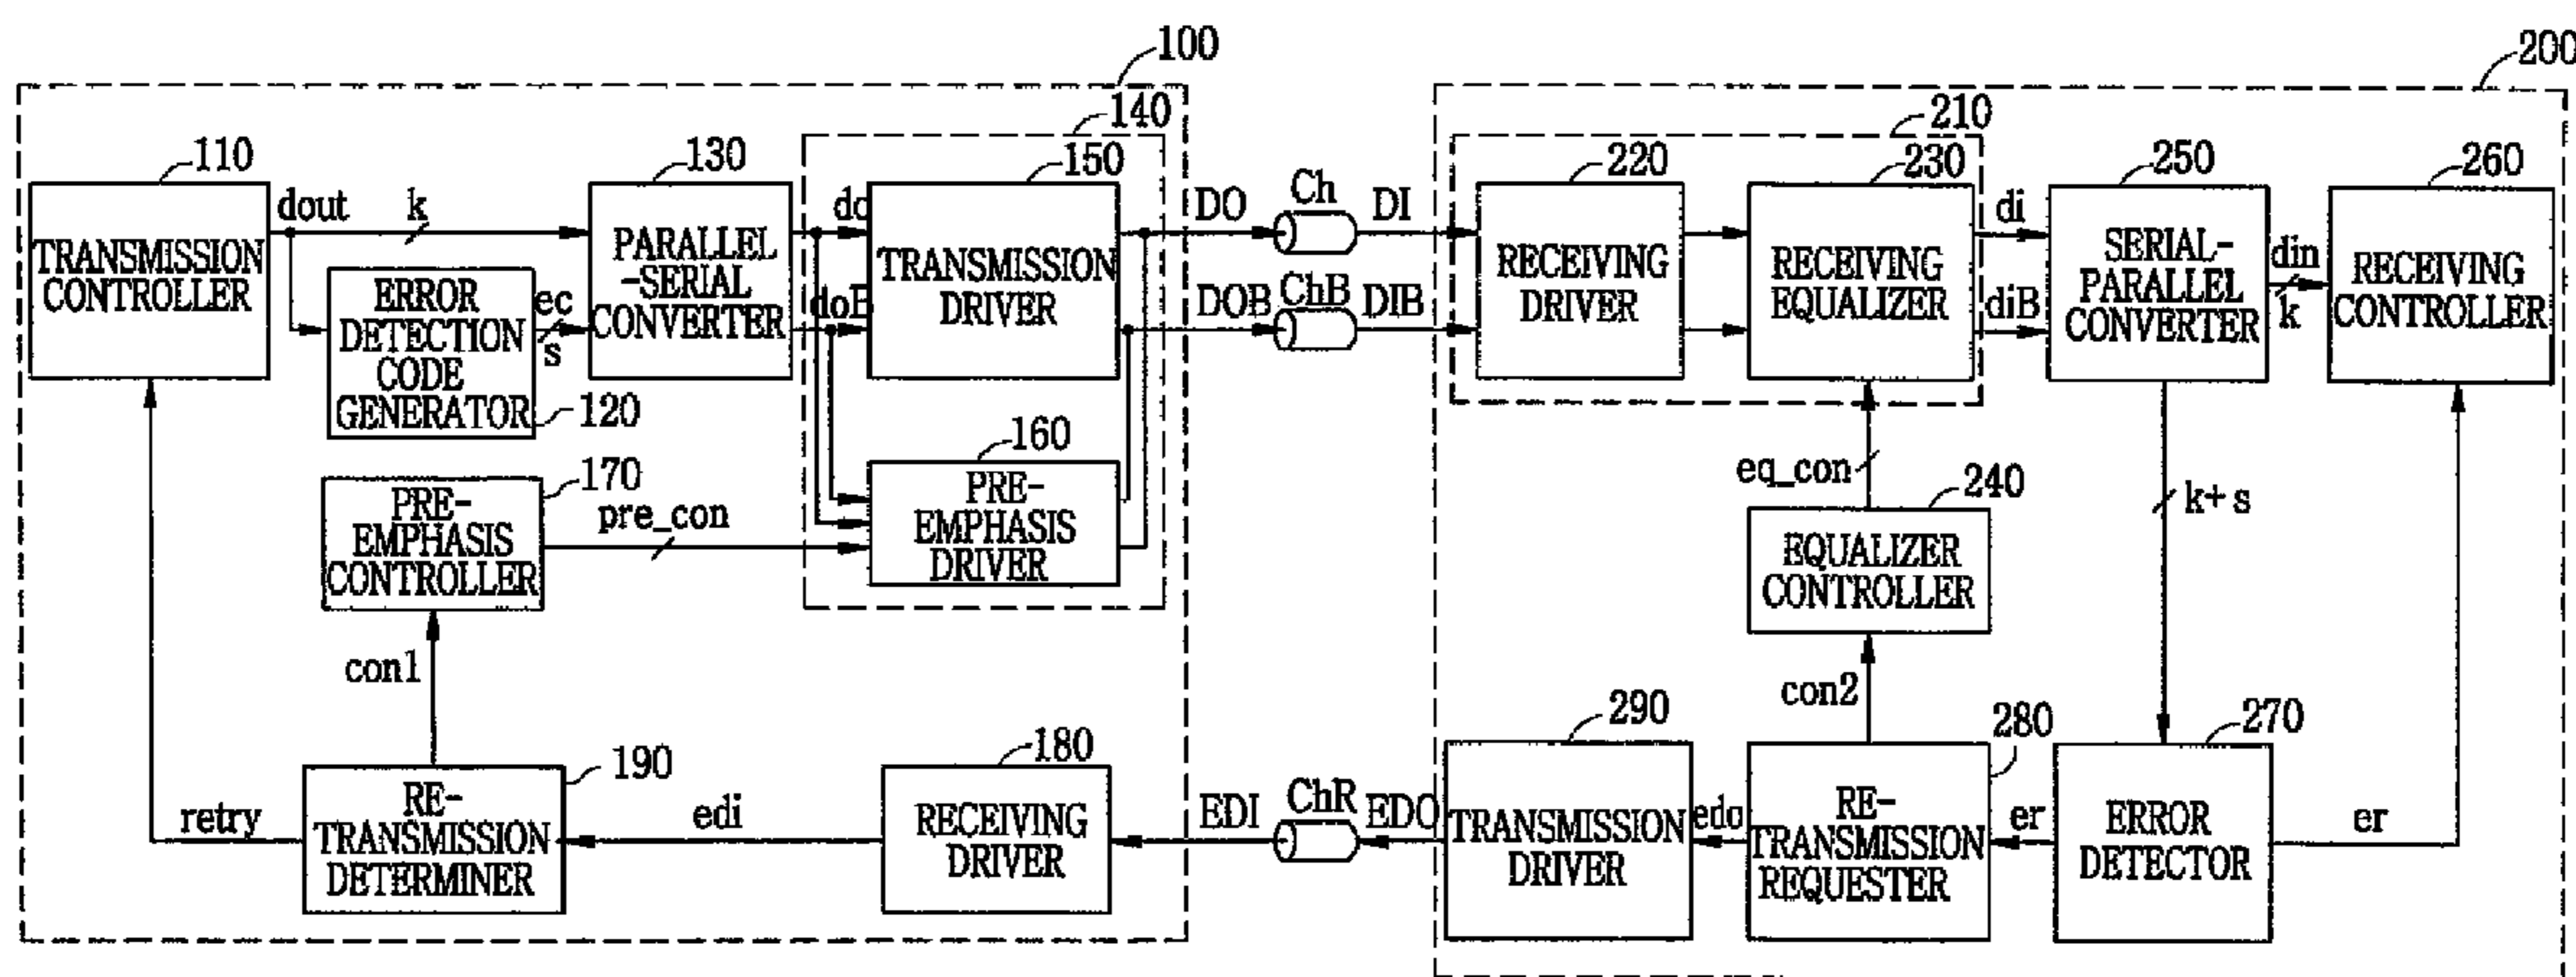 100
200
140
210
110
130
150
220
230
250
260
dout
k
do
DO
Ch
DI
di
TRANSMISSION
CONTROLLER
PARALLEL
-SERIAL
CONVERTER
TRANSMISSION
DRIVER
RECEIVING
DRIVER
RECEIVING
EQUALIZER
SERIAL-
PARALLEL
CONVERTER
din
k
RECEIVING
CONTROLLER
ERROR
DETECTION
CODE
GENERATOR
120
ec
s
doB
DOB
ChB
DIB
diB
160
170
PRE-
EMPHASIS
CONTROLLER
pre_con
PRE-
EMPHASIS
DRIVER
eq_con
240
k+s
EQUALIZER
CONTROLLER
con1
con2
290
280
270
190
180
retry
RE-
TRANSMISSION
DETERMINER
edi
RECEIVING
DRIVER
EDI
ChR
EDO
TRANSMISSION
DRIVER
edo
RE-
TRANSMISSION
REQUESTER
er
ERROR
DETECTOR
er